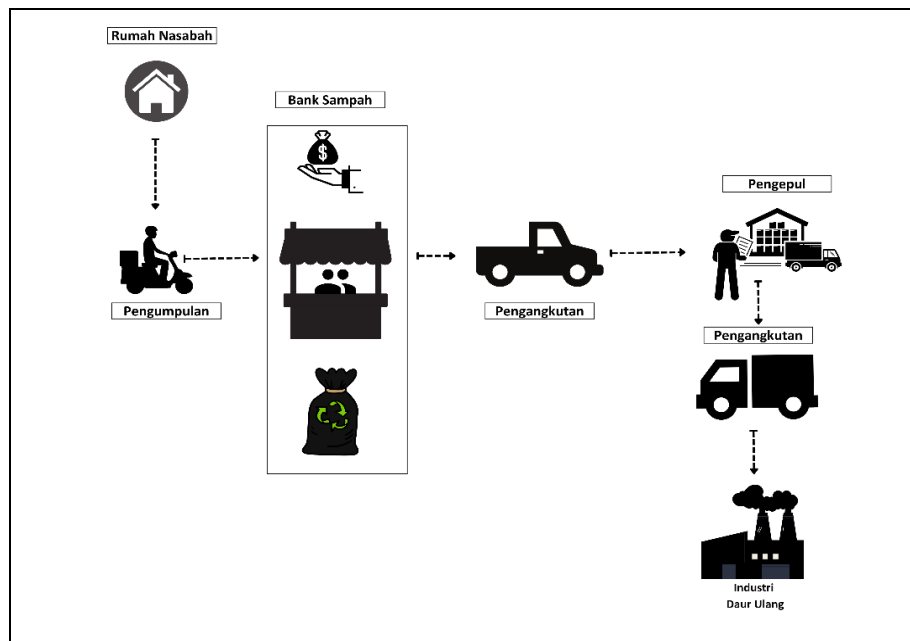 Rumah Nasabah
Bank Sampah
$
Pengumpulan
Pengangkutan
Pengepul
Pengangkutan
Industri
Daur Ulang